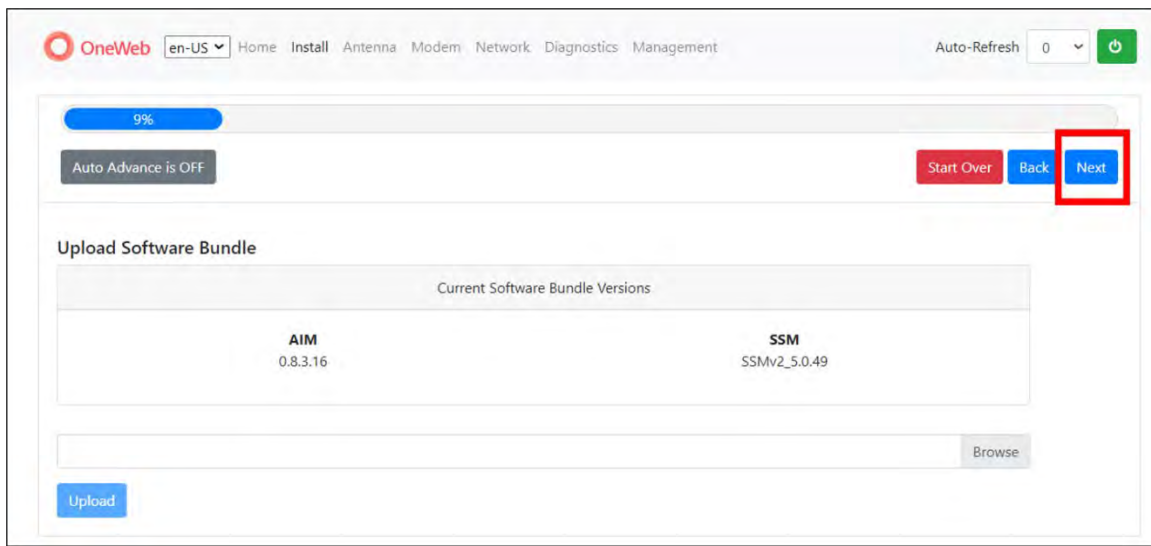 OneWeb en-US Home Install Antenna Modem Network Diagnostics Management Auto-Refresh 0
9%
Auto Advance is OFF Start Over Back Next
Upload Software Bundle
Current Software Bundle Versions
AIM SSM
0.8.3.16 SSMv2_5.0.49
Browse
Upload